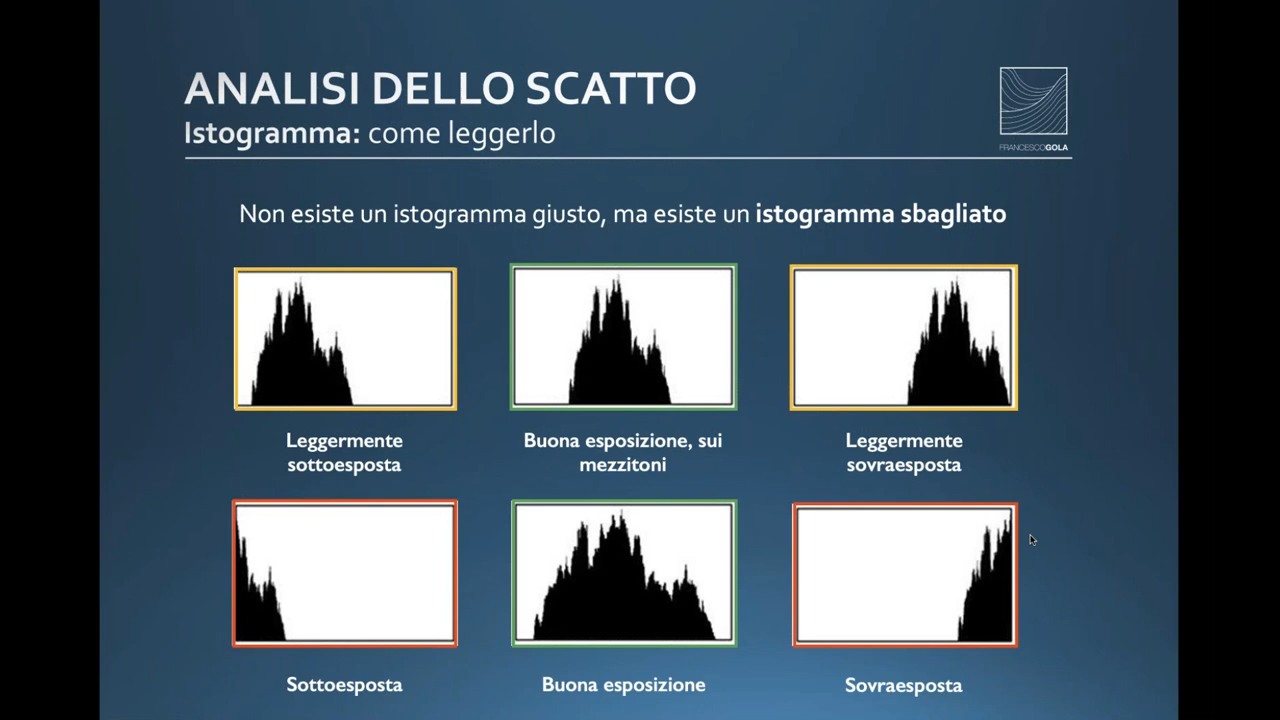 ANALISI DELLO SCATTO
Istogramma: come leggerlo
FRANCESCOGOLA
Non esiste un istogramma giusto, ma esiste un istogramma sbagliato
Leggermente
sottoesposta
Buona esposizione, sui
mezzitoni
Leggermente
sovraesposta
Sottoesposta
Buona esposizione
Sovraesposta